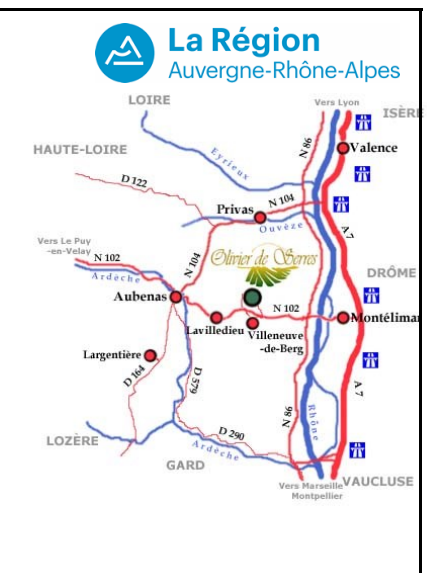 La Région
Auvergne-Rhône-Alpes
LOIRE
Vers Lyon
ISÈRE
N 86
HAUTE-LOIRE
Eyrieux
Valence
D 122
Privas
N 104
Ouvèze
A 7
Vers Le Puy
-en-Velay
N 102
N 104
Olivier de Serres
Ardèche
DRÔME
Aubenas
N 102
Lavilledieu
Villeneuve
-de-Berg
Montélimar
Largentière
D 164
D 579
A 7
N 86
Rhône
LOZÈRE
D 290
Ardèche
GARD
Vers Marseille
Montpellier
VAUCLUSE